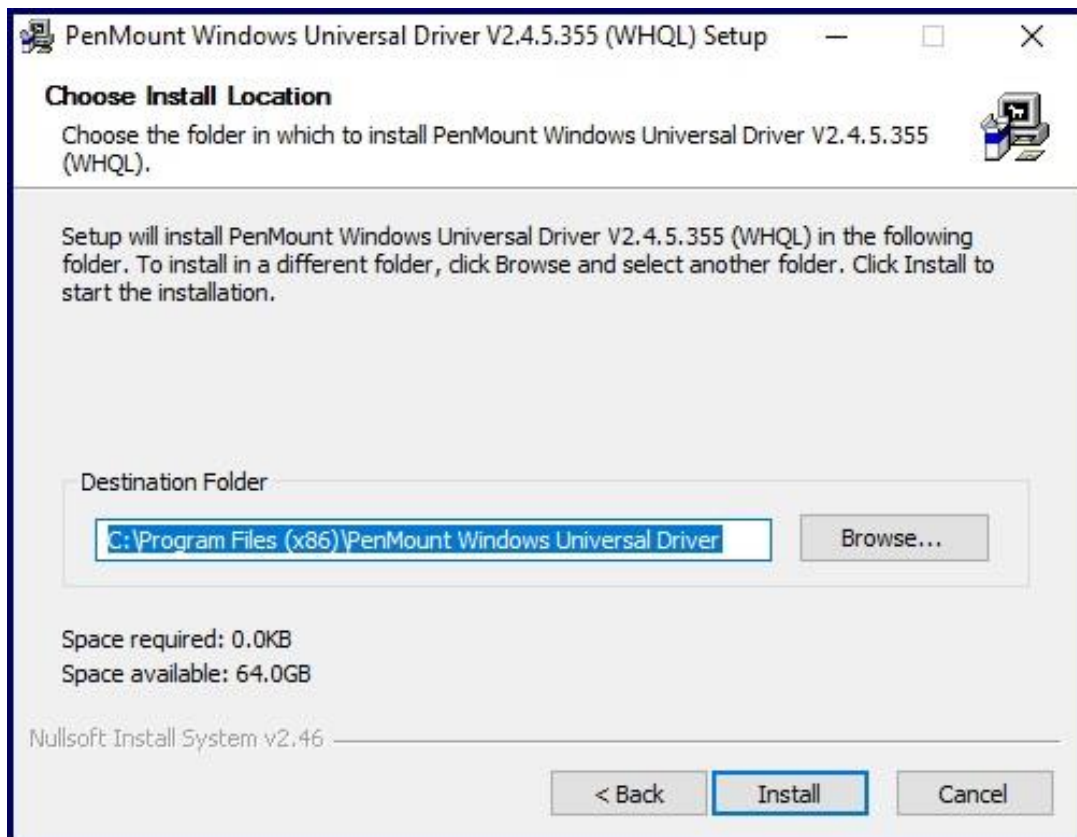 PenMount Windows Universal Driver V2.4.5.355 (WHQL) Setup
Choose Install Location
Choose the folder in which to install PenMount Windows Universal Driver V2.4.5.355
(WHQL).
Setup will install PenMount Windows Universal Driver V2.4.5.355 (WHQL) in the following
folder. To install in a different folder, click Browse and select another folder. Click Install to
start the installation.
Destination Folder
C:\Program Files (x86)\PenMount Windows Universal Driver
Browse...
Space required: 0.0KB
Space available: 64.0GB
Nullsoft Install System v2.46
< Back
Install
Cancel